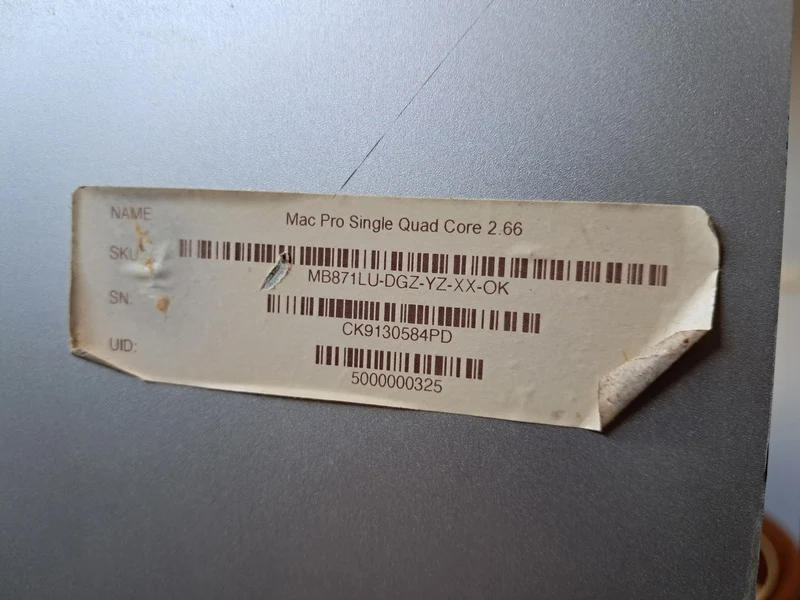 NAME Mac Pro Single Quad Core 2.66
SKU:
MB871LU-DGZ-YZ-XX-OK
SN:
CK9130584PD
UID:
5000000325